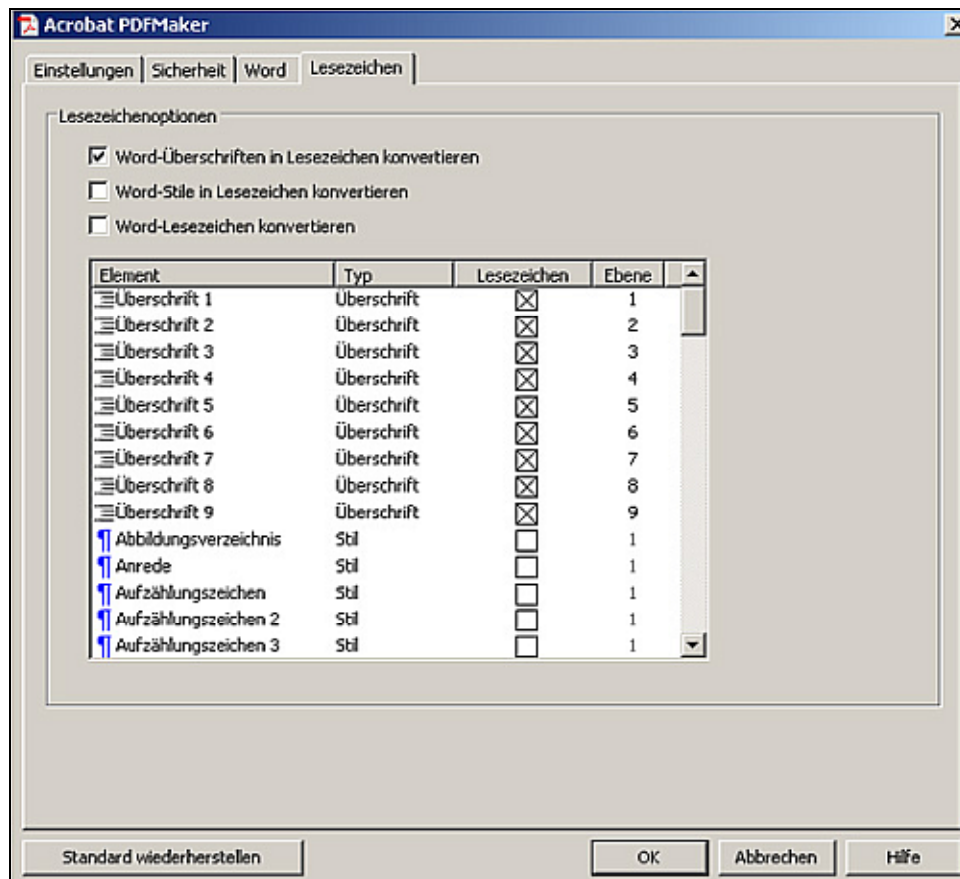 Acrobat PDFMaker
Einstellungen Sicherheit Word Lesezeichen
Lesezeichenoptionen
Word-Überschriften in Lesezeichen konvertieren
Word-Stile in Lesezeichen konvertieren
Word-Lesezeichen konvertieren
Element Typ Lesezeichen Ebene
Überschrift 1 Überschrift 1
Überschrift 2 Überschrift 2
Überschrift 3 Überschrift 3
Überschrift 4 Überschrift 4
Überschrift 5 Überschrift 5
Überschrift 6 Überschrift 6
Überschrift 7 Überschrift 7
Überschrift 8 Überschrift 8
Überschrift 9 Überschrift 9
¶ Abbildungsverzeichnis Stil 1
¶ Anrede Stil 1
¶ Aufzählungszeichen Stil 1
¶ Aufzählungszeichen 2 Stil 1
¶ Aufzählungszeichen 3 Stil 1
Standard wiederherstellen OK Abbrechen Hilfe